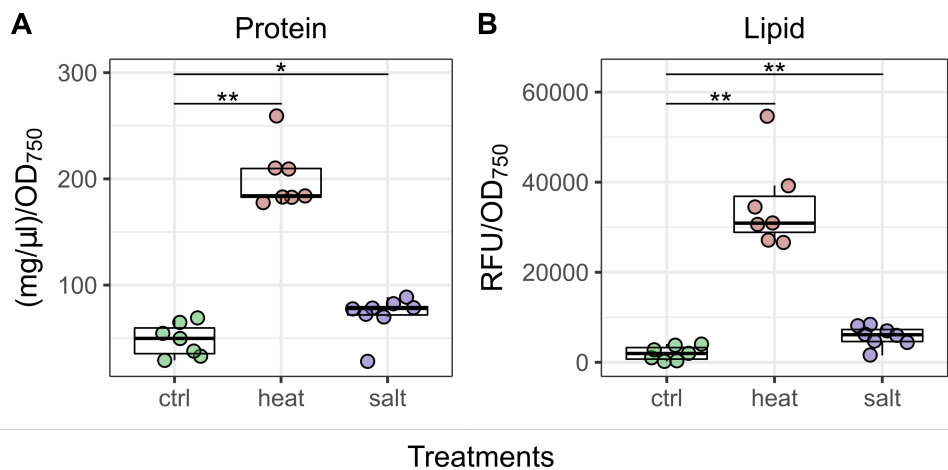 A
Protein
(mg/µl)/OD750
300
200
100
*
**
ctrl
heat
salt
B
Lipid
RFU/OD750
60000
40000
20000
0
**
**
ctrl
heat
salt
Treatments